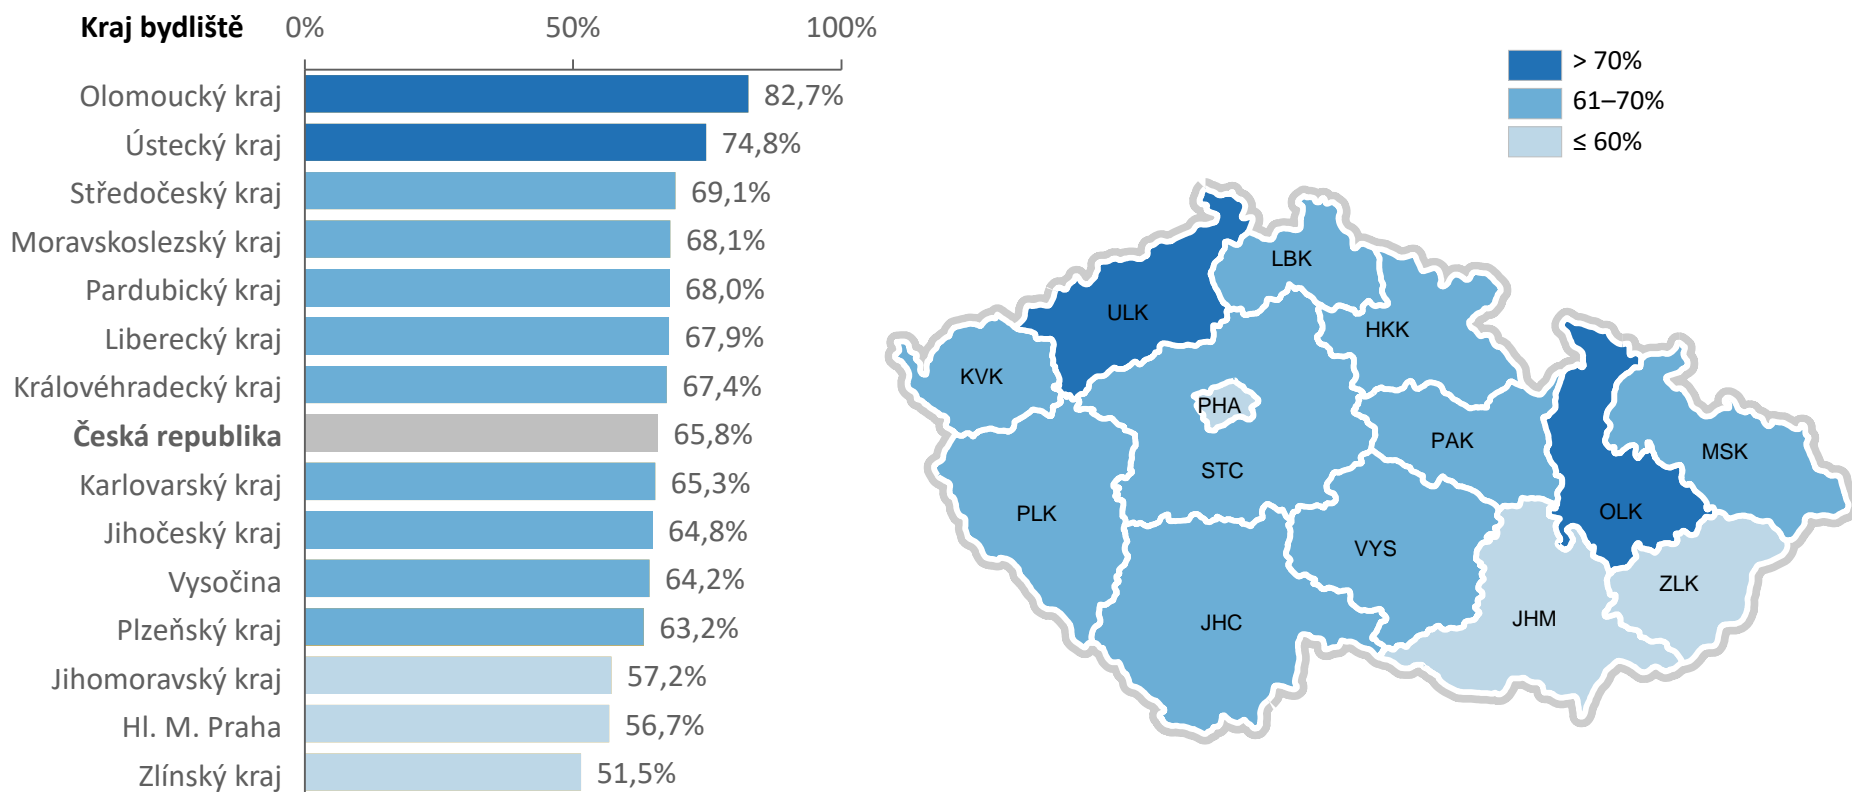 Kraj bydliště 0% 50% 100%
Olomoucký kraj 82,7%
Ústecký kraj 74,8%
Středočeský kraj 69,1%
Moravskoslezský kraj 68,1%
Pardubický kraj 68,0%
Liberecký kraj 67,9%
Královéhradecký kraj 67,4%
Česká republika 65,8%
Karlovarský kraj 65,3%
Jihočeský kraj 64,8%
Vysočina 64,2%
Plzeňský kraj 63,2%
Jihomoravský kraj 57,2%
Hl. M. Praha 56,7%
Zlínský kraj 51,5%
> 70%
61–70%
≤ 60%
LBK
ULK
HKK
KVK
PHA
PAK
MSK
STC
PLK
OLK
VYS
ZLK
JHC
JHM